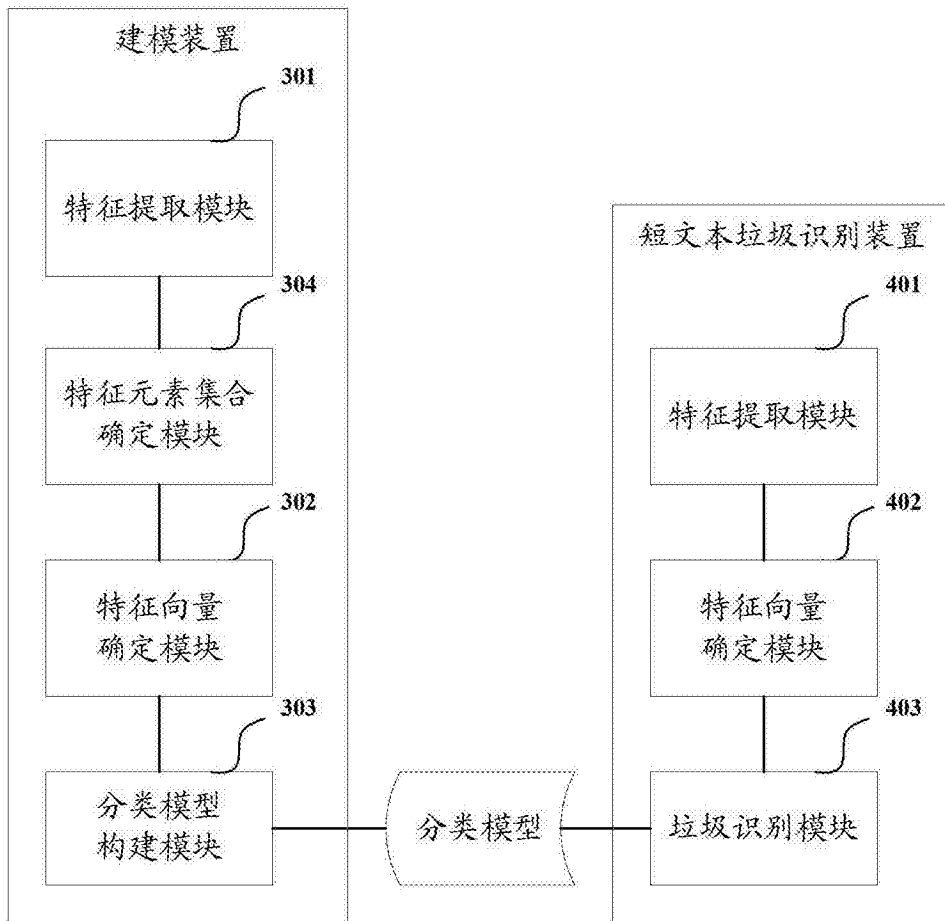 建模装置
301
特征提取模块
304
特征元素集合
确定模块
302
特征向量
确定模块
303
分类模型
构建模块
分类模型
短文本垃圾识别装置
401
特征提取模块
402
特征向量
确定模块
403
垃圾识别模块